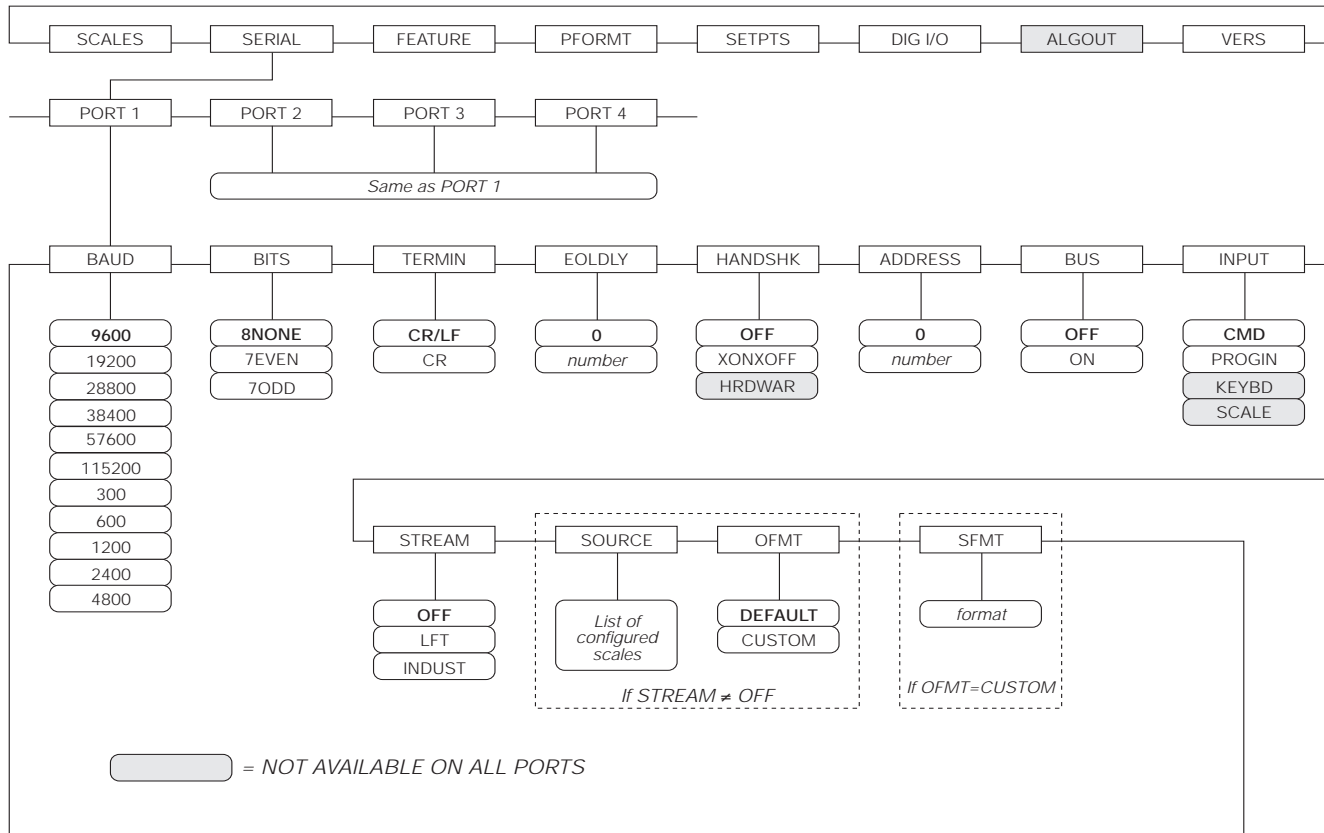 SCALES SERIAL FEATURE PFORMT SETPTS DIG I/O ALGOUT VERS
PORT 1 PORT 2 PORT 3 PORT 4
Same as PORT 1
BAUD BITS TERMIN EOLDLY HANDSHK ADDRESS BUS INPUT
9600 8NONE CR/LF 0 OFF 0 OFF CMD
19200 7EVEN CR number XONXOFF number ON PROGIN
28800 7ODD HRDWAR KEYBD
38400 SCALE
57600
115200
300
600
1200
2400
4800
STREAM SOURCE OFMT SFMT
OFF
LFT
INDUST
List of
configured
scales
DEFAULT
CUSTOM
format
If STREAM ≠ OFF
If OFMT=CUSTOM
= NOT AVAILABLE ON ALL PORTS